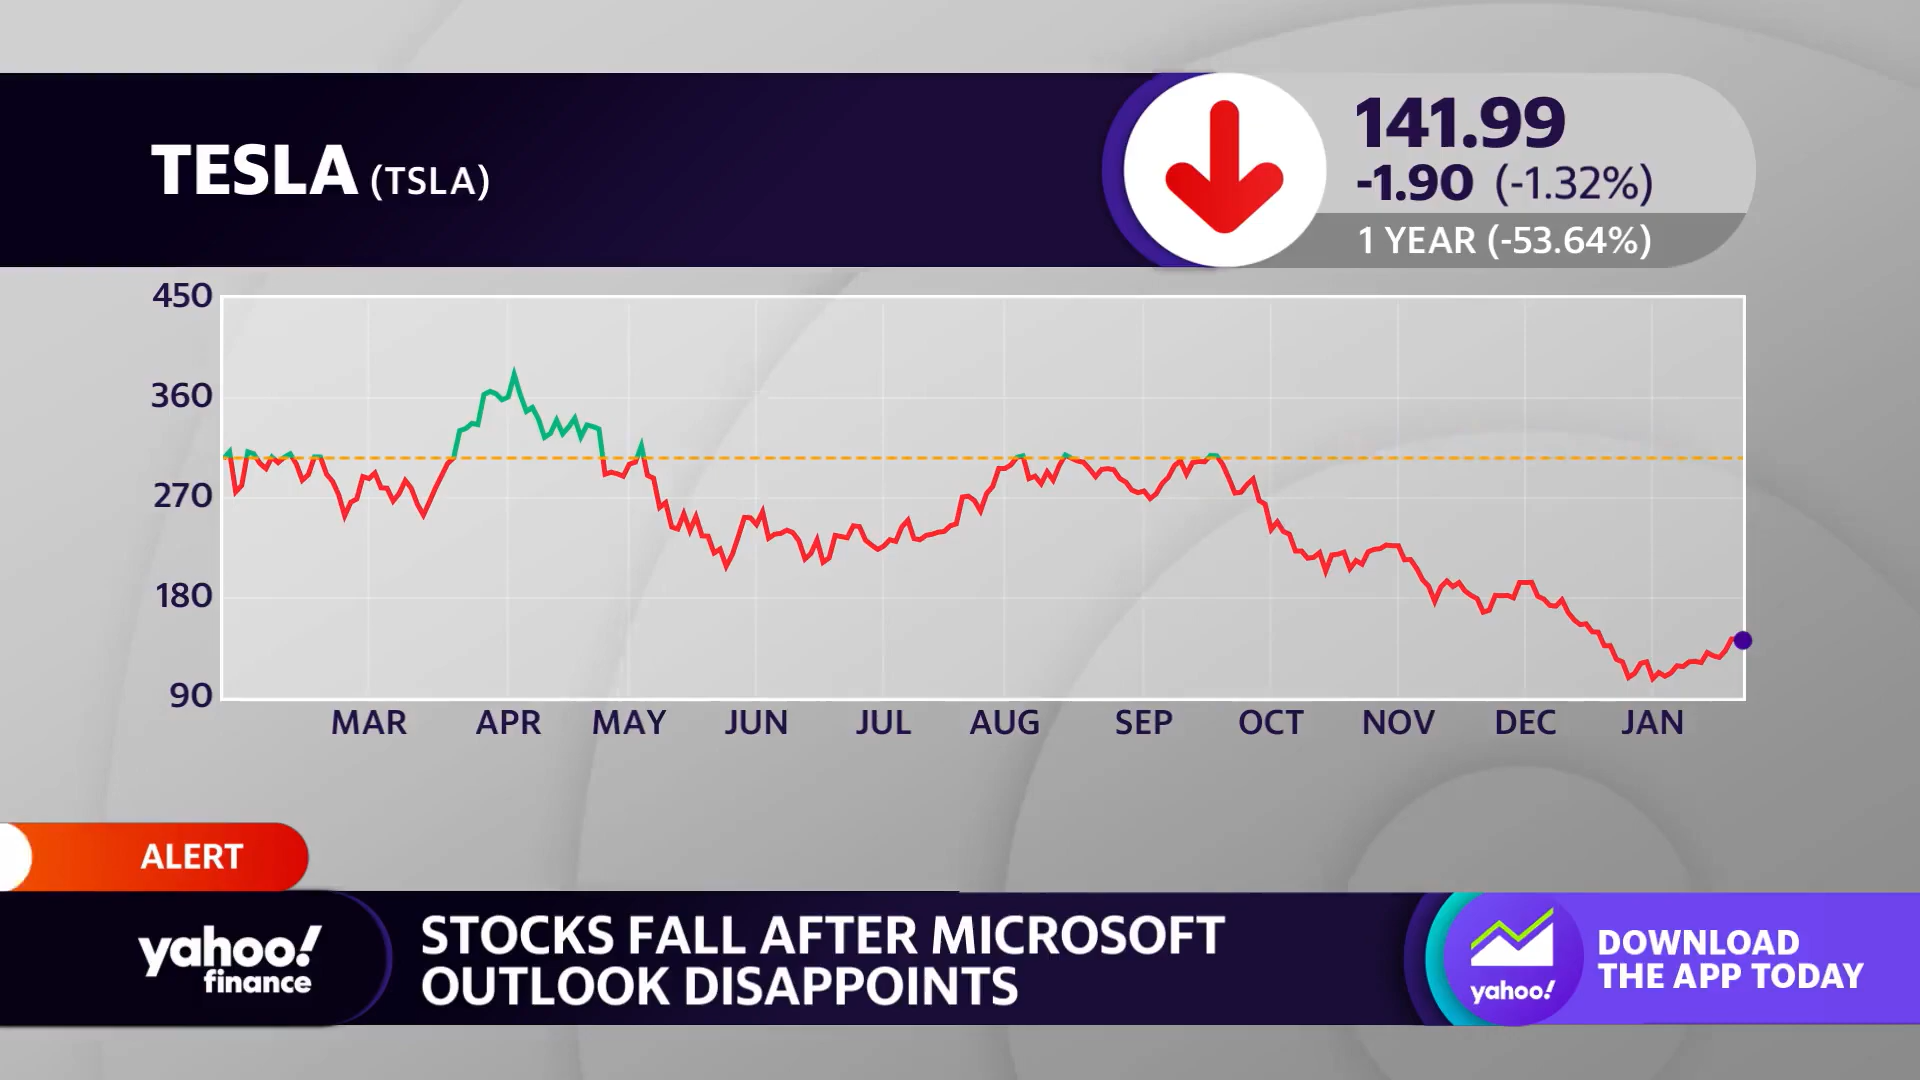 TESLA (TSLA)
141.99
-1.90 (-1.32%)
1 YEAR (-53.64%)
450
360
270
180
90
MAR APR MAY JUN JUL AUG SEP OCT NOV DEC JAN
ALERT
yahoo!
finance
STOCKS FALL AFTER MICROSOFT
OUTLOOK DISAPPOINTS
yahoo!
DOWNLOAD
THE APP TODAY